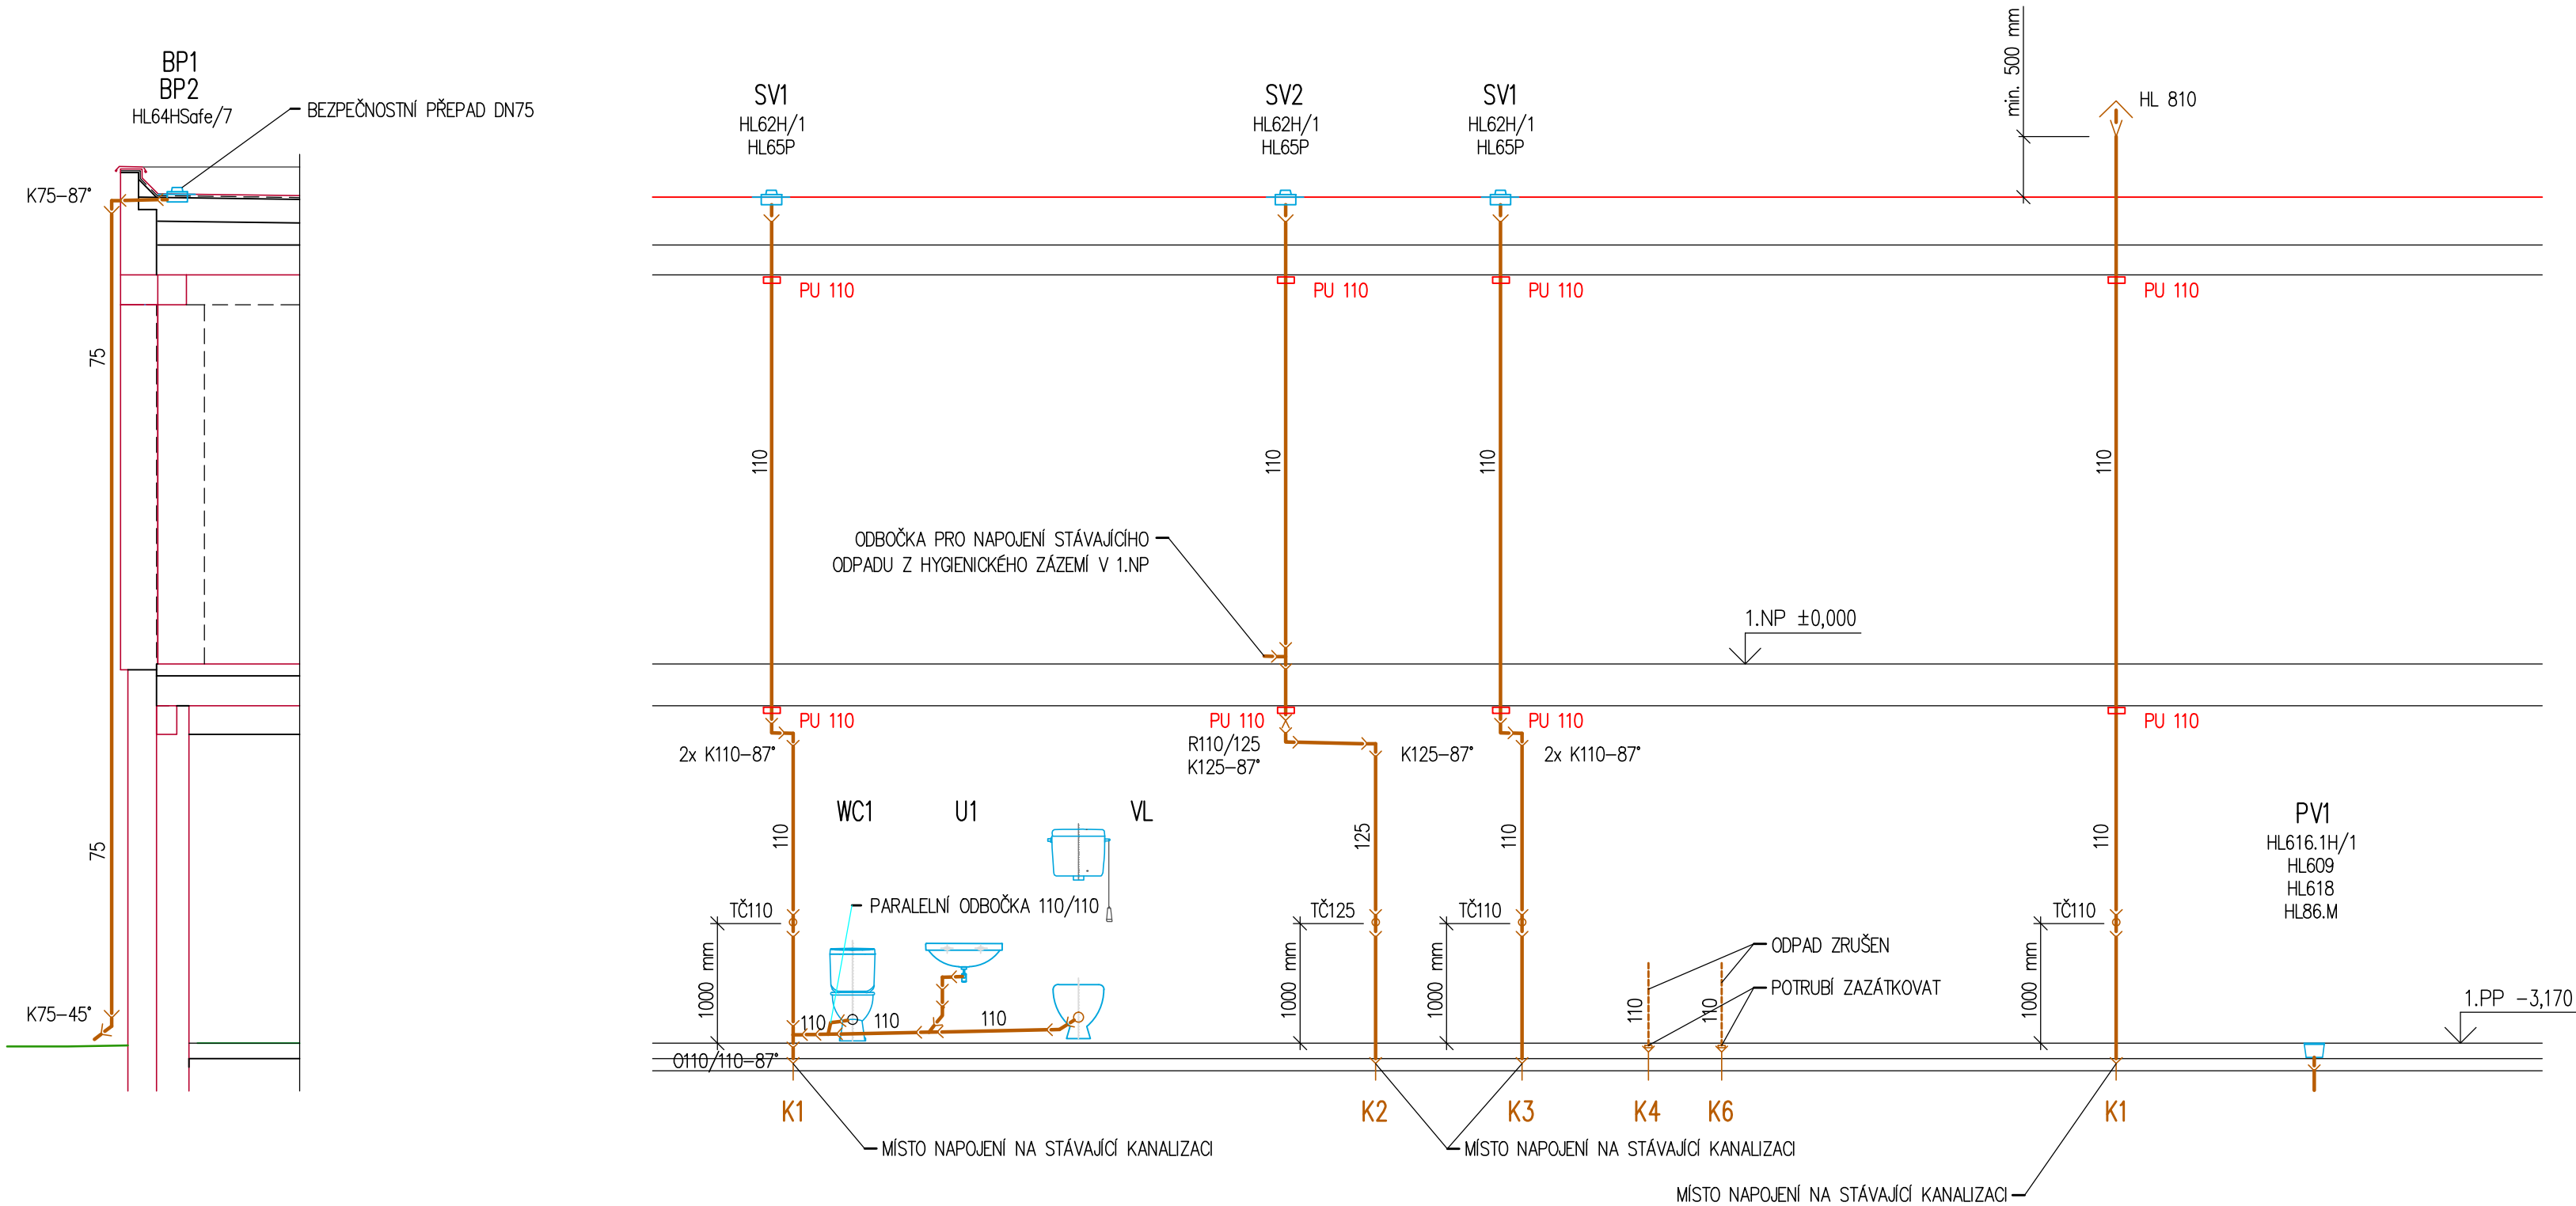 BP1
BP2
HL64HSafe/7
BEZPEČNOSTNÍ PŘEPAD DN75
K75-87°
75
75
K75-45°
SV1
HL62H/1
HL65P
SV2
HL62H/1
HL65P
SV1
HL62H/1
HL65P
min. 500 mm
HL 810
PU 110
PU 110
PU 110
PU 110
110
110
110
110
ODBOČKA PRO NAPOJENÍ STÁVAJÍCÍHO
ODPADU Z HYGIENICKÉHO ZÁZEMÍ V 1.NP
1.NP ±0,000
PU 110
PU 110
PU 110
PU 110
2x K110-87°
R110/125
K125-87°
K125-87°
2x K110-87°
WC1
U1
VL
110
125
110
110
PV1
HL616.1H/1
HL609
HL618
HL86.M
PARALELNÍ ODBOČKA 110/110
TČ110
TČ125
TČ110
TČ110
1000 mm
1000 mm
1000 mm
1000 mm
110
110
110
ODPAD ZRUŠEN
POTRUBÍ ZAZÁTKOVAT
110
110
1.PP -3,170
O110/110-87°
K1
K2
K3
K4
K6
K1
MÍSTO NAPOJENÍ NA STÁVAJÍCÍ KANALIZACI
MÍSTO NAPOJENÍ NA STÁVAJÍCÍ KANALIZACI
MÍSTO NAPOJENÍ NA STÁVAJÍCÍ KANALIZACI